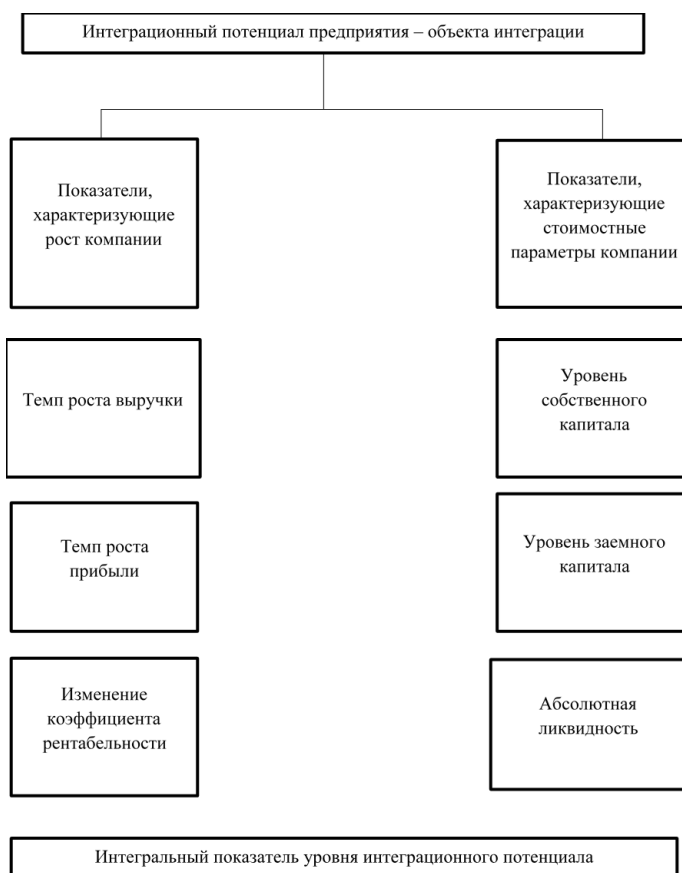 Интеграционный потенциал предприятия – объекта интеграции
Показатели,
характеризующие
рост компании
Показатели,
характеризующие
стоимостные
параметры компании
Темп роста выручки
Уровень
собственного
капитала
Темп роста
прибыли
Уровень заемного
капитала
Изменение
коэффициента
рентабельности
Абсолютная
ликвидность
Интегральный показатель уровня интеграционного потенциала